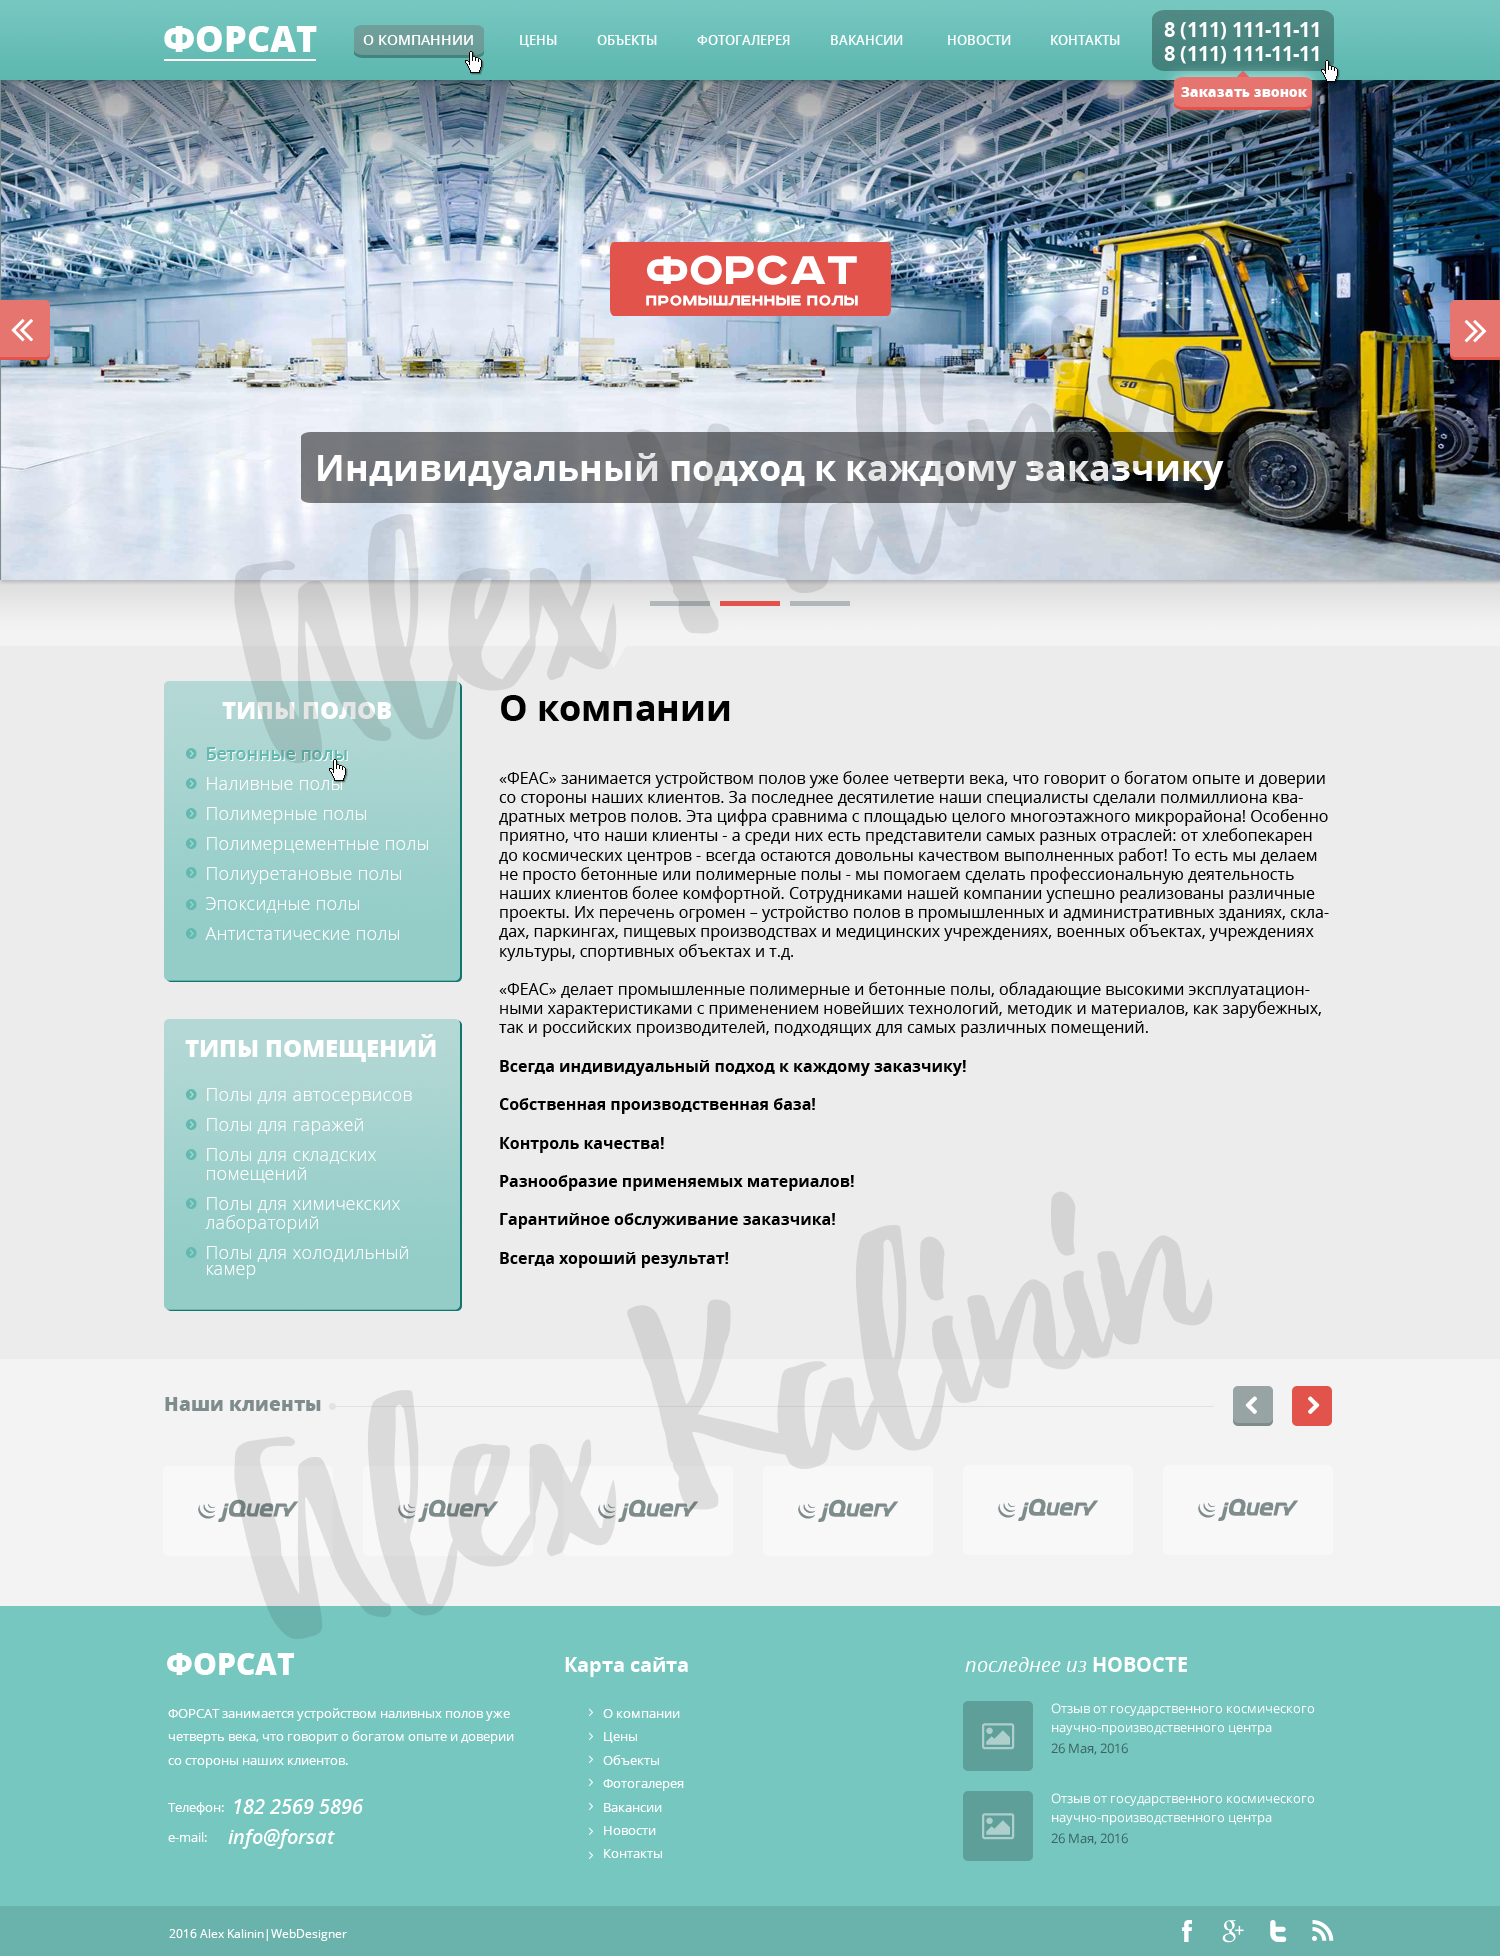 ФОРСАТ
О КОМПАННИИ
ЦЕНЫ
ОБЪЕКТЫ
ФОТОГАЛЕРЕЯ
ВАКАНСИИ
НОВОСТИ
КОНТАКТЫ
8 (111) 111-11-11
8 (111) 111-11-11
Заказать звонок
ФОРСАТ
ПРОМЫШЛЕННЫЕ ПОЛЫ
30
Индивидуальный подход к каждому заказчику
Alex Kalinin
ТИПЫ ПОЛОВ
Бетонные полы
Наливные полы
Полимерные полы
Полимерцементные полы
Полиуретановые полы
Эпоксидные полы
Антистатические полы
ТИПЫ ПОМЕЩЕНИЙ
Полы для автосервисов
Полы для гаражей
Полы для складских
помещений
Полы для химичекских
лабораторий
Полы для холодильный
камер
О компании
«ФЕАС» занимается устройством полов уже более четверти века, что говорит о богатом опыте и доверии
со стороны наших клиентов. За последнее десятилетие наши специалисты сделали полмиллиона ква-
дратных метров полов. Эта цифра сравнима с площадью целого многоэтажного микрорайона! Особенно
приятно, что наши клиенты - а среди них есть представители самых разных отраслей: от хлебопекарен
до космических центров - всегда остаются довольны качеством выполненных работ! То есть мы делаем
не просто бетонные или полимерные полы - мы помогаем сделать профессиональную деятельность
наших клиентов более комфортной. Сотрудниками нашей компании успешно реализованы различные
проекты. Их перечень огромен – устройство полов в промышленных и административных зданиях, скла-
дах, паркингах, пищевых производствах и медицинских учреждениях, военных объектах, учреждениях
культуры, спортивных объектах и т.д.
«ФЕАС» делает промышленные полимерные и бетонные полы, обладающие высокими эксплуатацион-
ными характеристиками с применением новейших технологий, методик и материалов, как зарубежных,
так и российских производителей, подходящих для самых различных помещений.
Всегда индивидуальный подход к каждому заказчику!
Собственная производственная база!
Контроль качества!
Разнообразие применяемых материалов!
Гарантийное обслуживание заказчика!
Всегда хороший результат!
Alex Kalinin
Наши клиенты
jQuery
jQuery
jQuery
jQuery
jQuery
jQuery
ФОРСАТ
ФОРСАТ занимается устройством наливных полов уже
четверть века, что говорит о богатом опыте и доверии
со стороны наших клиентов.
Телефон: 182 2569 5896
e-mail: info@forsat
Карта сайта
О компании
Цены
Объекты
Фотогалерея
Вакансии
Новости
Контакты
последнее из НОВОСТЕ
Отзыв от государственного космического
научно-производственного центра
26 Мая, 2016
Отзыв от государственного космического
научно-производственного центра
26 Мая, 2016
2016 Alex Kalinin|WebDesigner